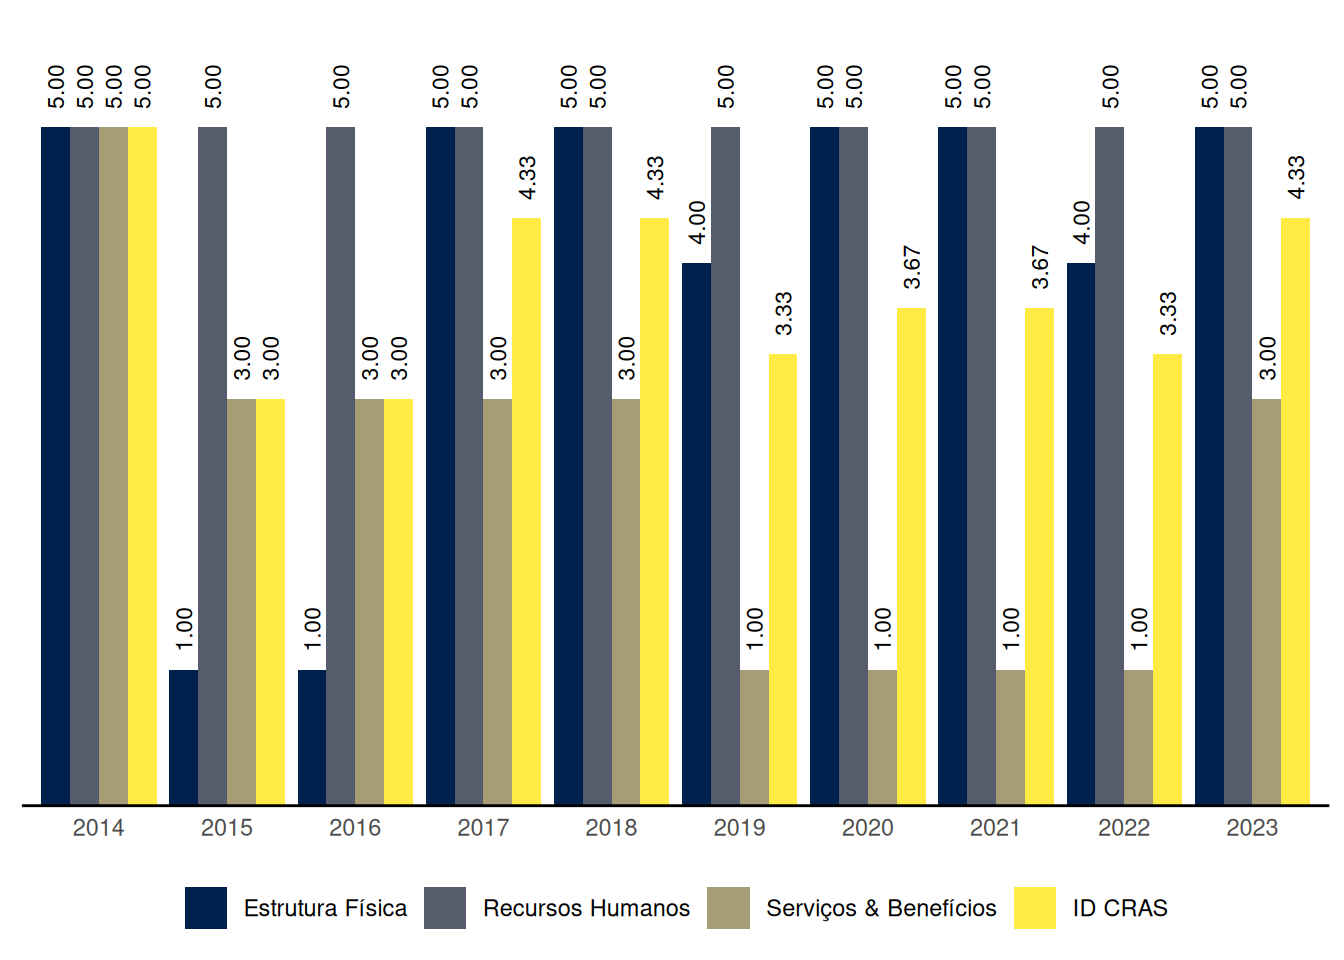 5.00 5.00 5.00 5.00 1.00 5.00 3.00 3.00 1.00 5.00 3.00 3.00 5.00 5.00 3.00 4.33 5.00 5.00 3.00 4.33 4.00 5.00 1.00 3.33 5.00 5.00 1.00 3.67 5.00 5.00 1.00 3.67 4.00 5.00 1.00 3.33 5.00 5.00 3.00 4.33
2014 2015 2016 2017 2018 2019 2020 2021 2022 2023
Estrutura Física Recursos Humanos Serviços & Benefícios ID CRAS